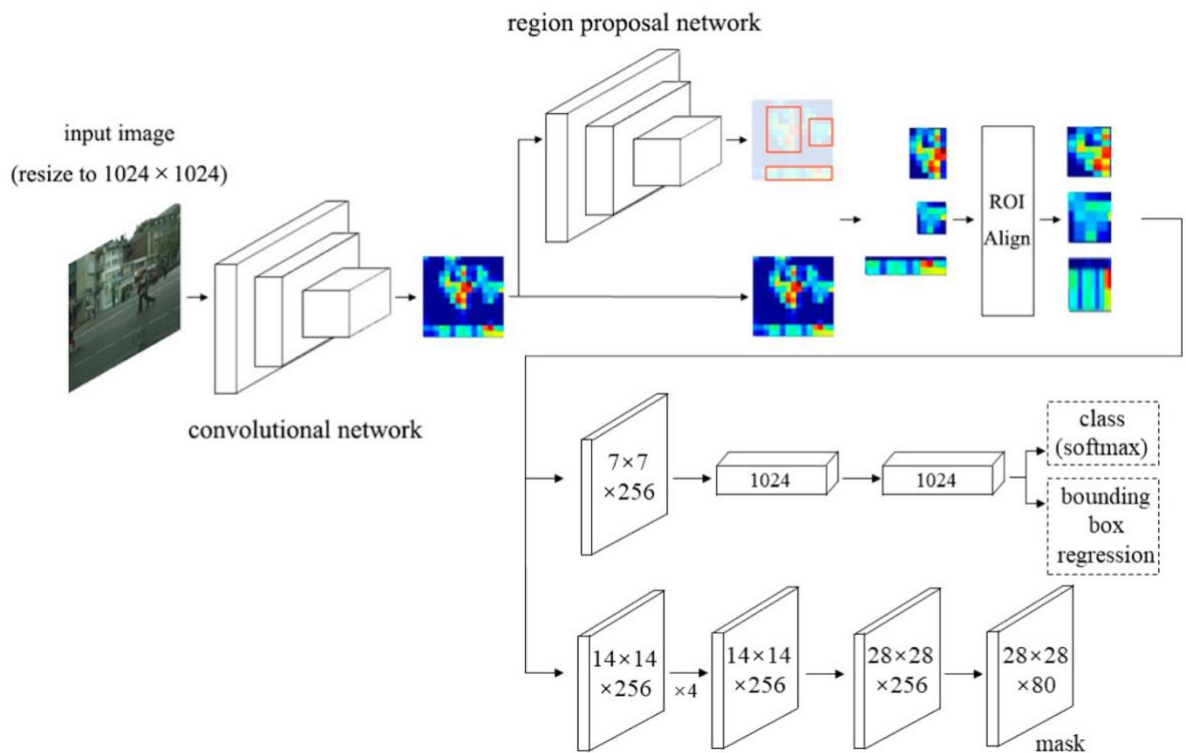 region proposal network
input image
(resize to 1024 × 1024)
convolutional network
ROI
Align
7×7
×256
1024
1024
class
(softmax)
bounding
box
regression
14×14
×256
×4
14×14
×256
28×28
×256
28×28
×80
mask